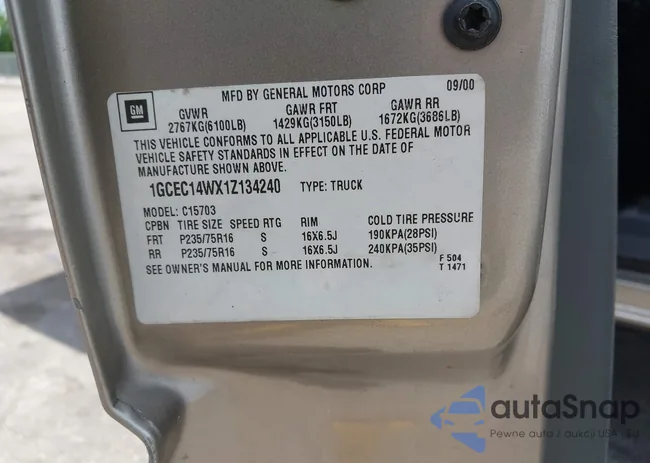 MFD BY GENERAL MOTORS CORP 09/00
GM
GVWR GAWR FRT GAWR RR
2767KG(6100LB) 1429KG(3150LB) 1672KG(3686LB)
THIS VEHICLE CONFORMS TO ALL APPLICABLE U.S. FEDERAL MOTOR
VEHICLE SAFETY STANDARDS IN EFFECT ON THE DATE OF
MANUFACTURE SHOWN ABOVE.
1GCEC14WX1Z134240 TYPE: TRUCK
MODEL: C15703
CPBN TIRE SIZE SPEED RTG RIM COLD TIRE PRESSURE
FRT P235/75R16 S 16X6.5J 190KPA(28PSI)
RR P235/75R16 S 16X6.5J 240KPA(35PSI)
SEE OWNER'S MANUAL FOR MORE INFORMATION.
F 504
T 1471
autaSnap
Pewne auta z aukcji USA i EU